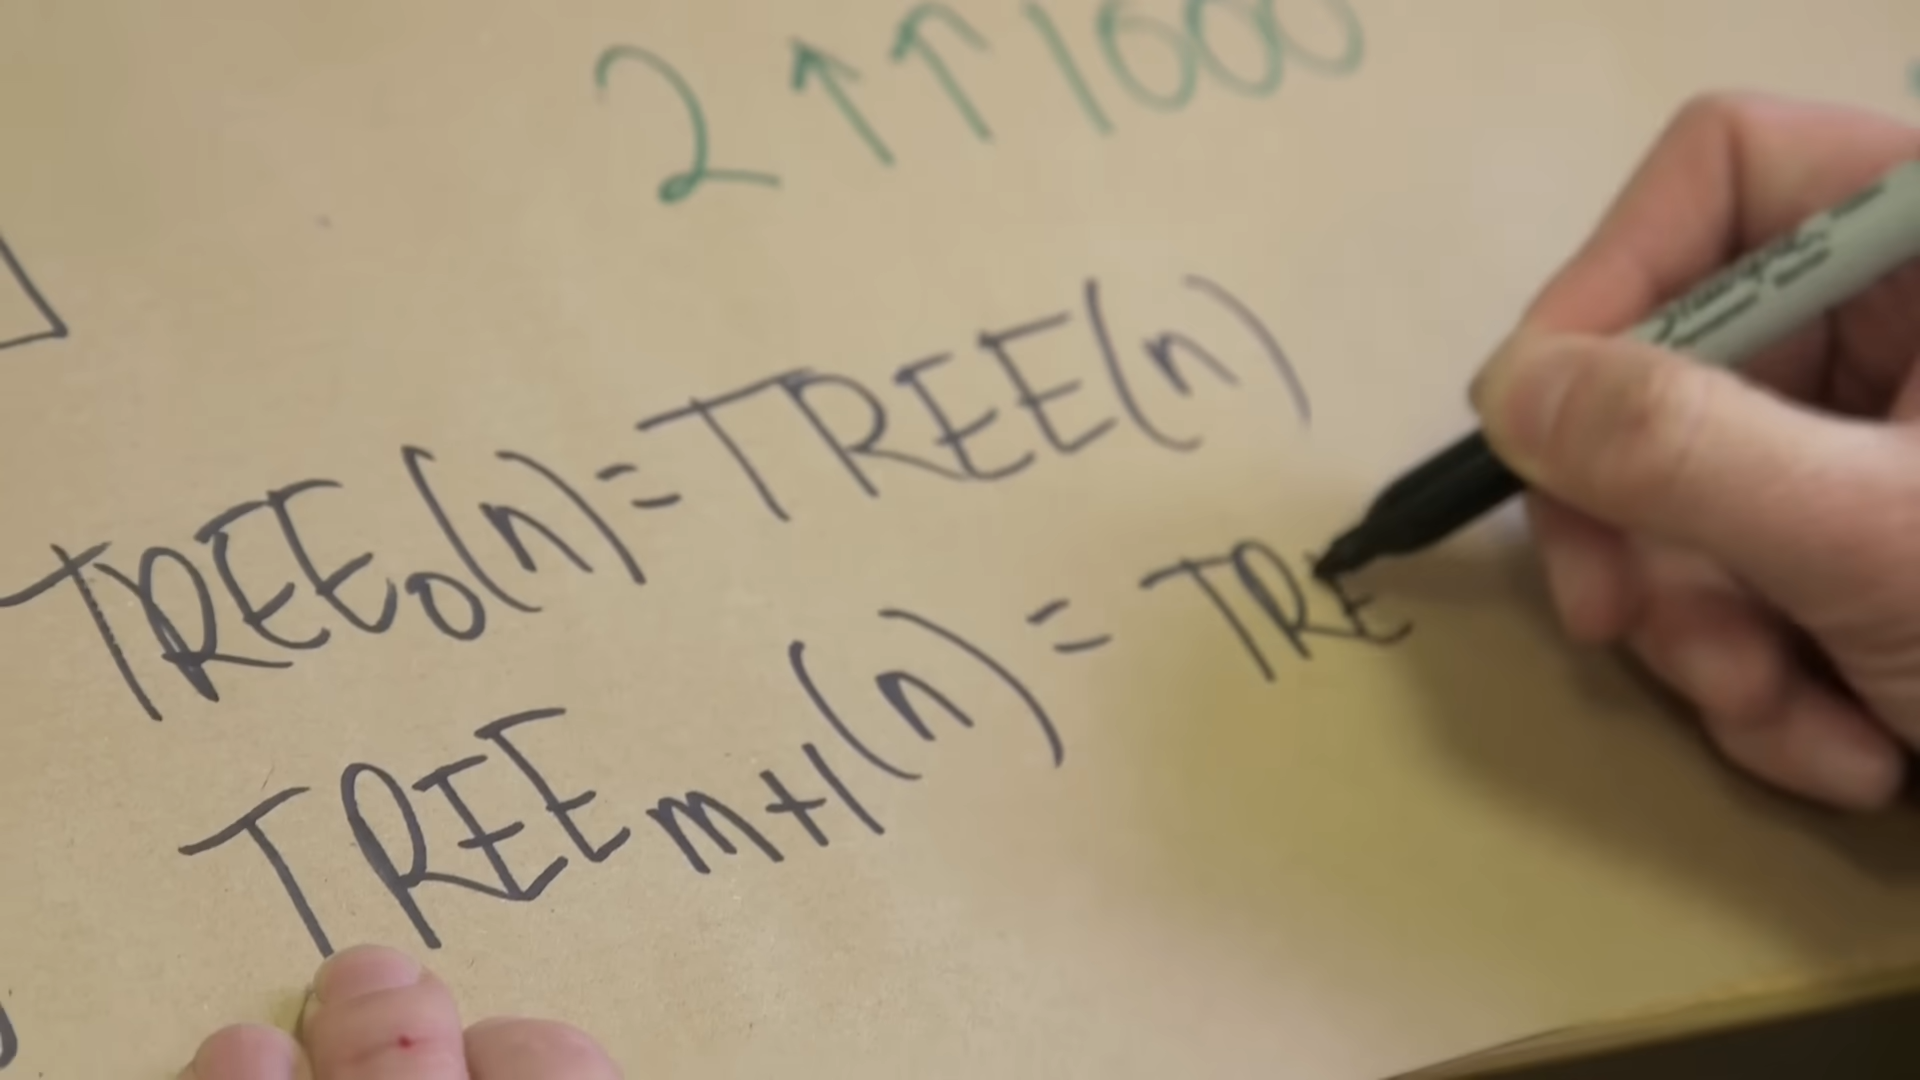 2↑↑1000
TREE₀(n)=TREE(n)
TREEₘ₊₁(n) = TRE